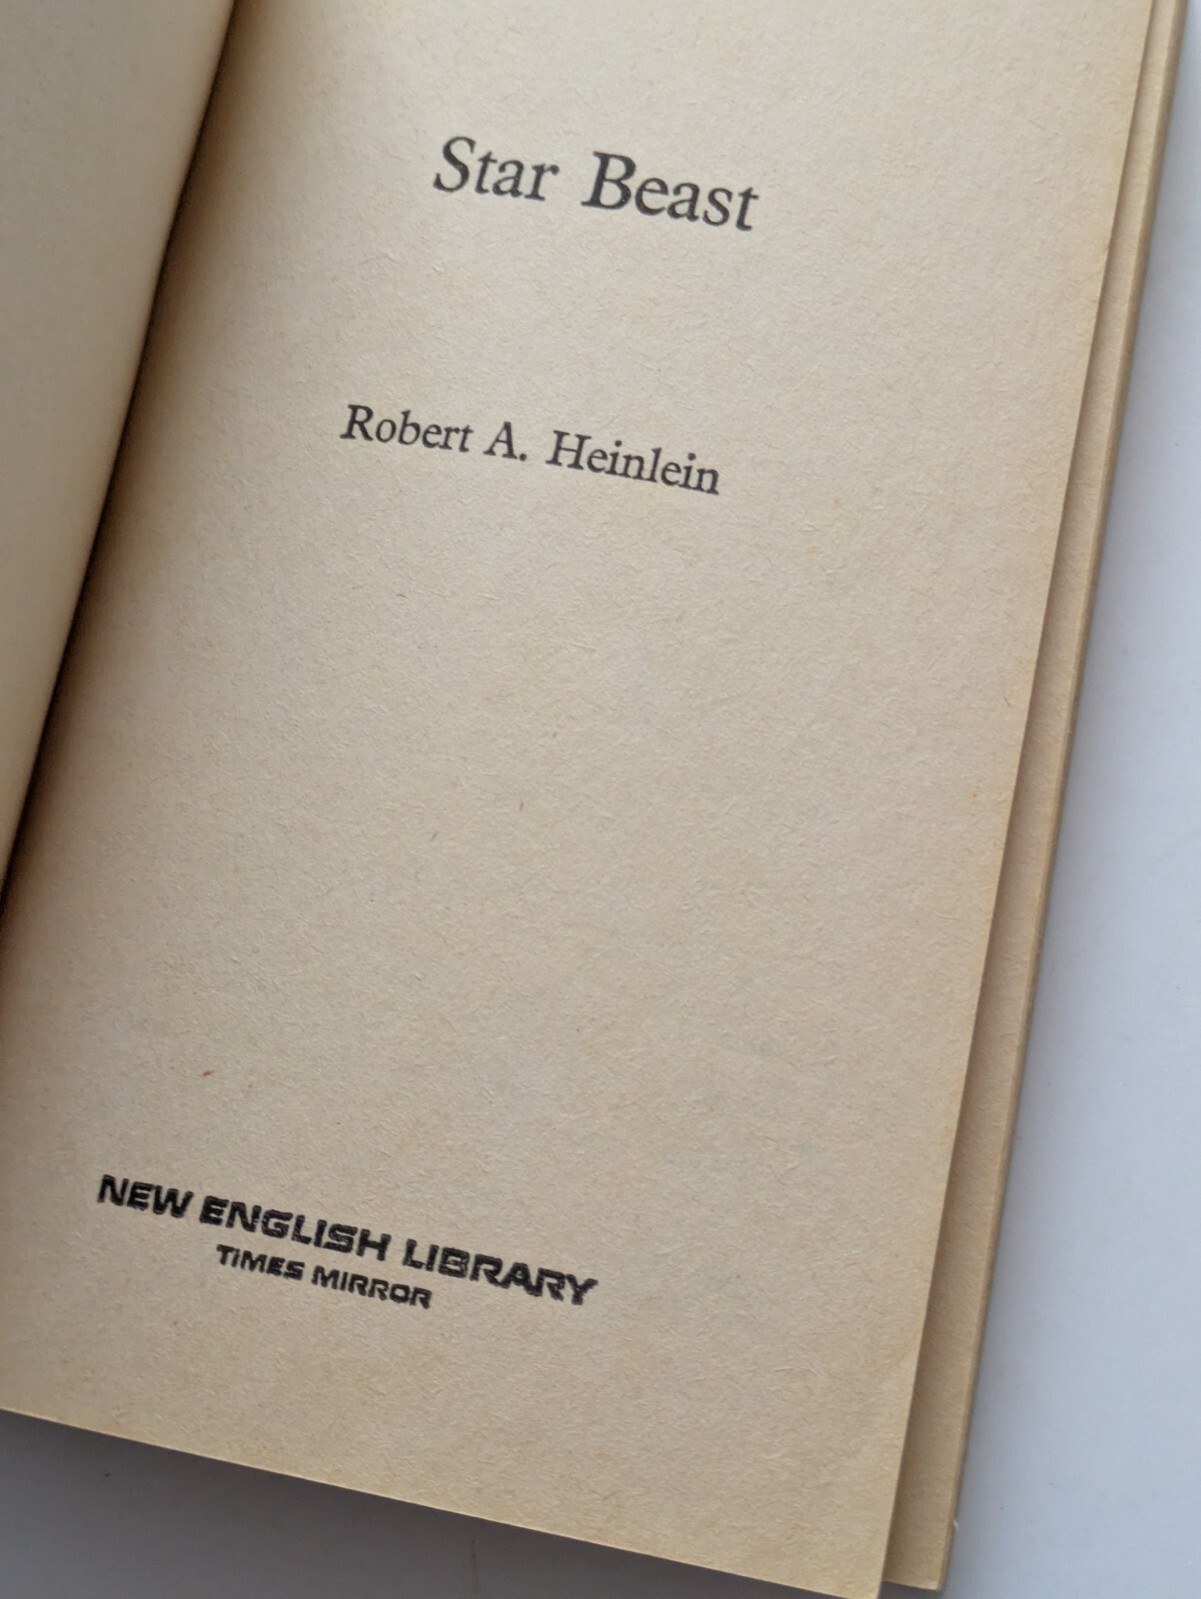 Star Beast
Robert A. Heinlein
NEW ENGLISH LIBRARY
TIMES MIRROR